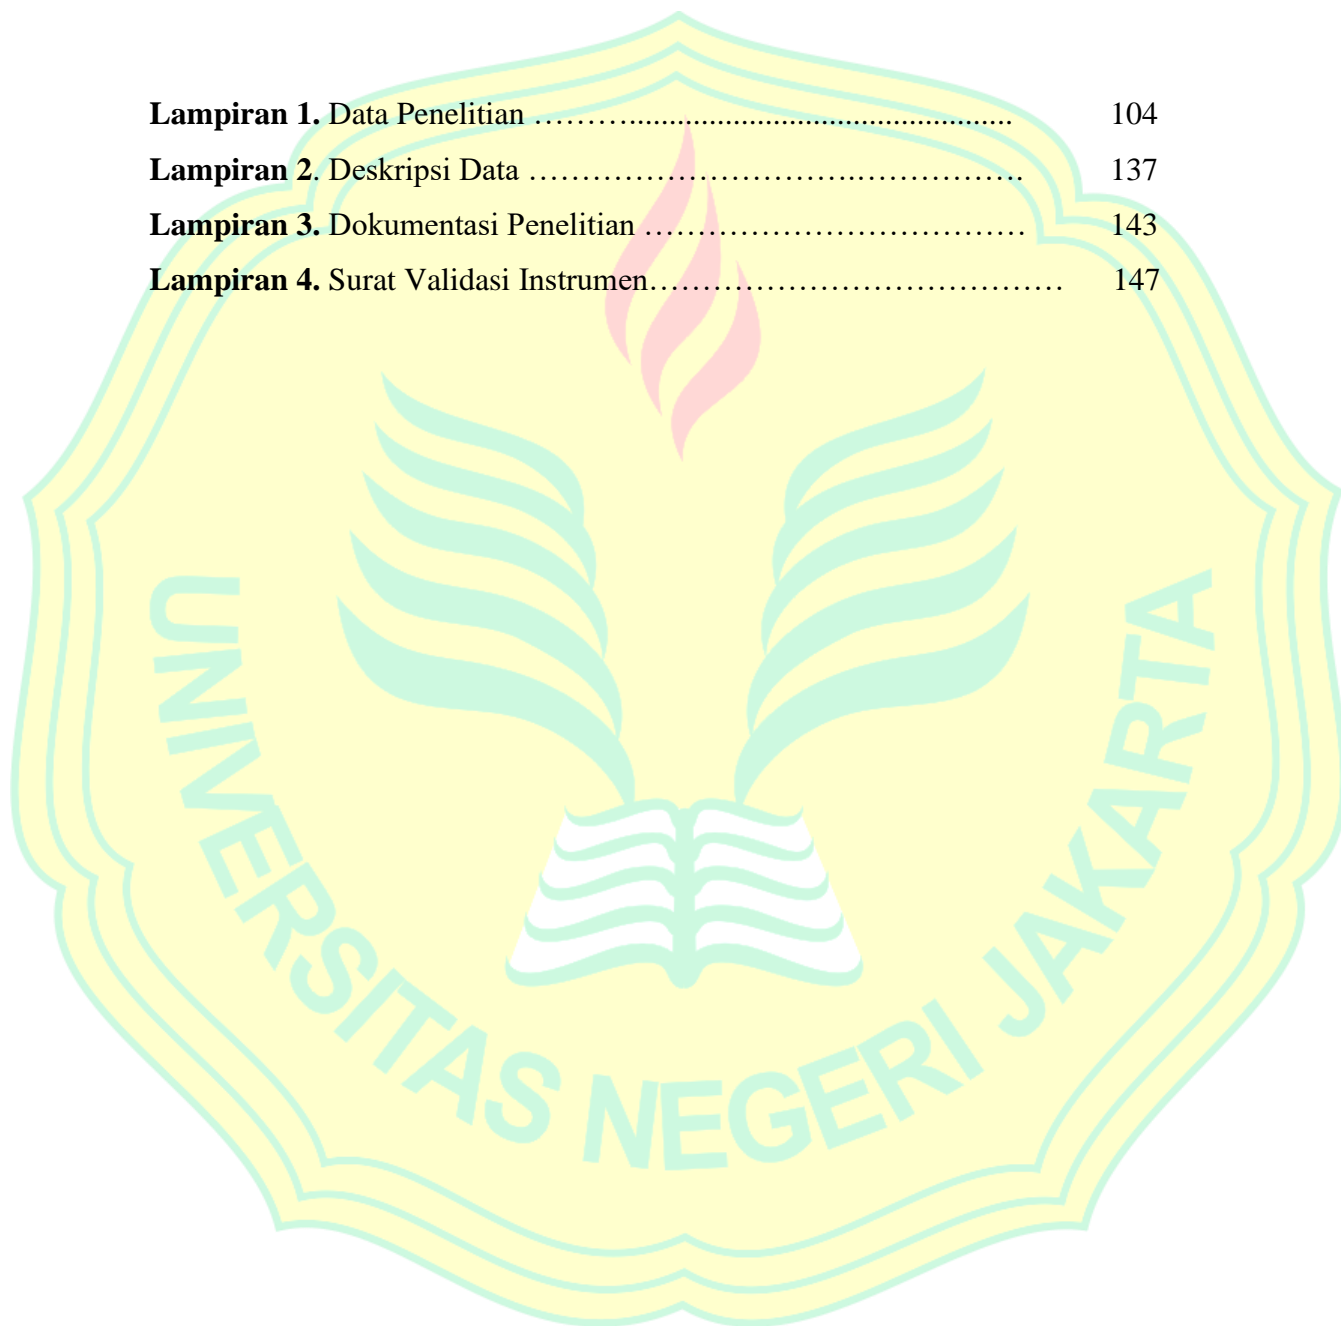 Lampiran 1. Data Penelitian ………....................................................... 104
Lampiran 2. Deskripsi Data ………………………….……………. 137
Lampiran 3. Dokumentasi Penelitian ……………………………… 143
Lampiran 4. Surat Validasi Instrumen………………………………… 147
UNIVERSITAS NEGERI JAKARTA